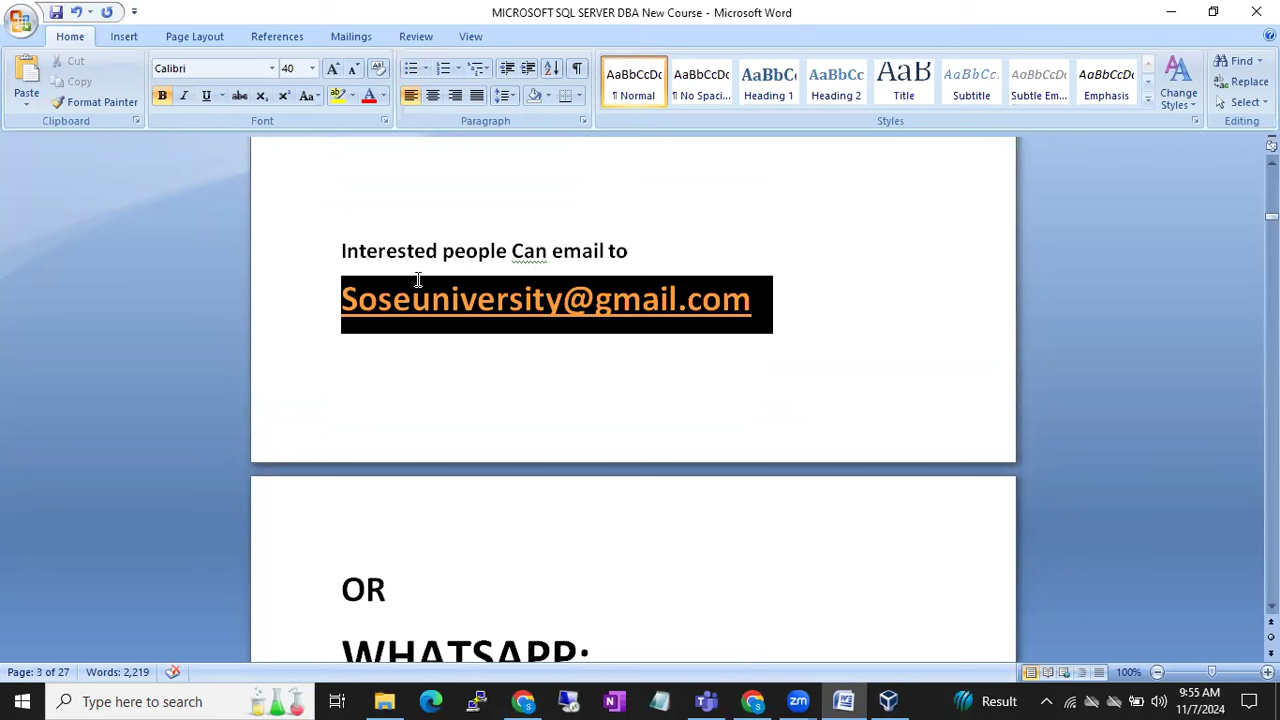 MICROSOFT SQL SERVER DBA New Course - Microsoft Word
Home Insert Page Layout References Mailings Review View
Paste
Cut
Copy
Format Painter
Clipboard
Calibri 40
Font
Paragraph
AaBbCcDc AaBbCcDc AaBbC AaBbCc AaB AaBbCc. AaBbCcDc AaBbCcDc
¶ Normal ¶ No Spaci... Heading 1 Heading 2 Title Subtitle Subtle Em... Emphasis
Change Styles
Styles
Find
Replace
Select
Editing
Interested people Can email to
Soseuniversity@gmail.com
OR
WHATSAPP:
Page: 3 of 27 Words: 2,219 100%
Type here to search
Result
9:55 AM
11/7/2024